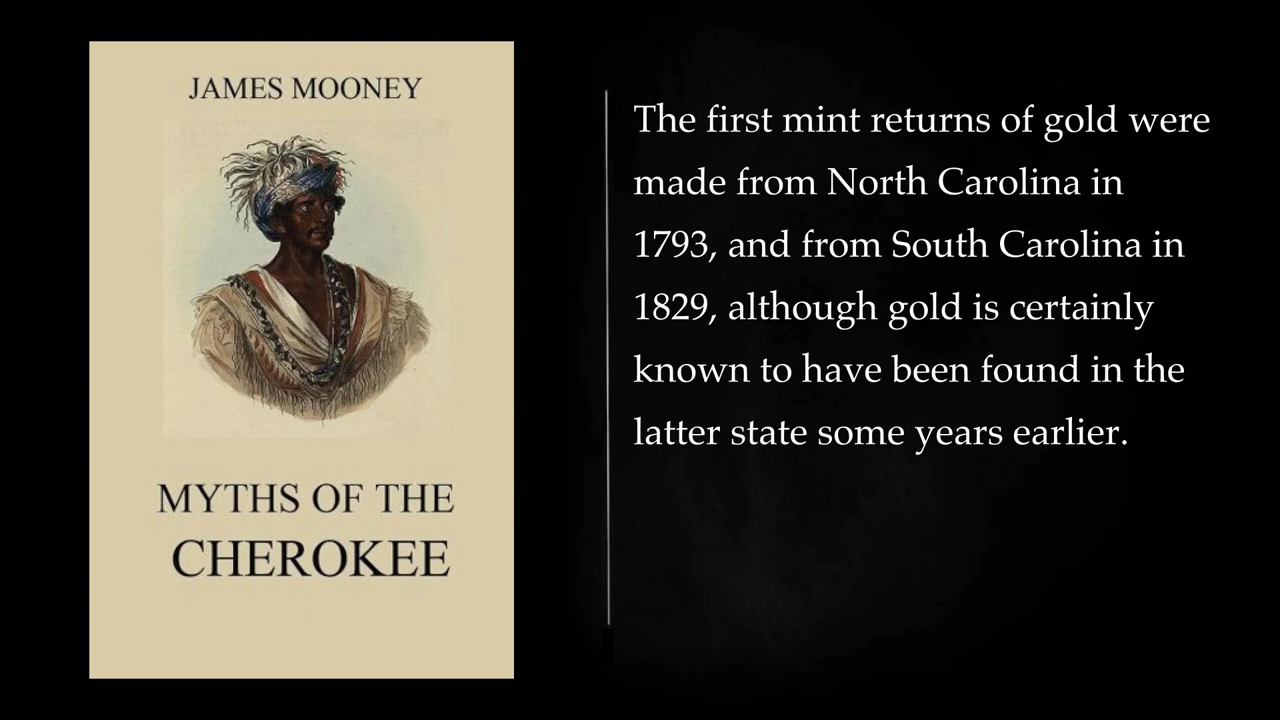 JAMES MOONEY
MYTHS OF THE
CHEROKEE
The first mint returns of gold were
made from North Carolina in
1793, and from South Carolina in
1829, although gold is certainly
known to have been found in the
latter state some years earlier.